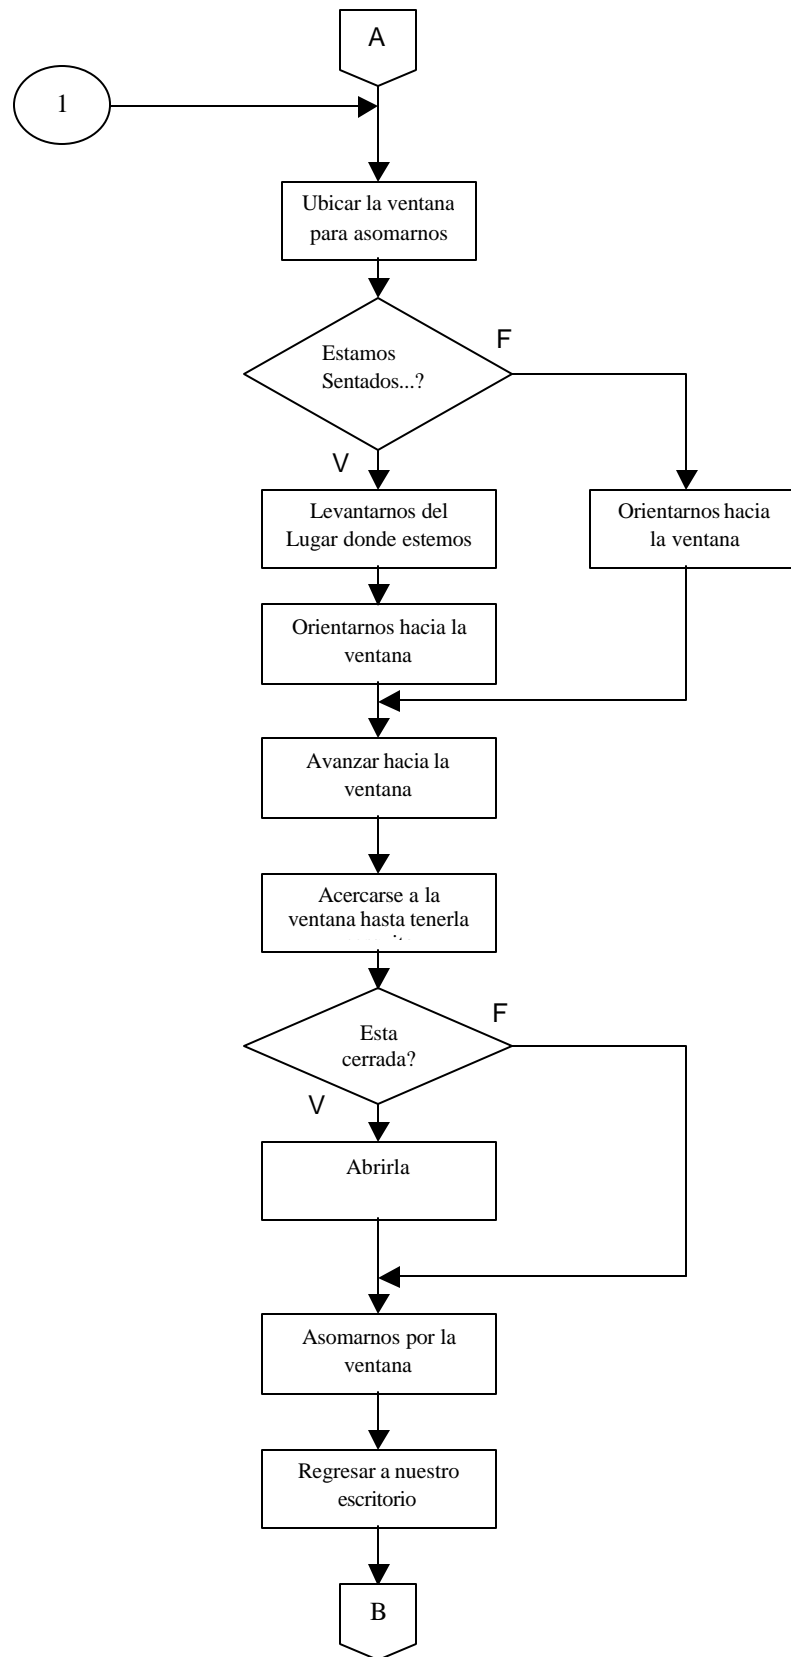 A
1
Ubicar la ventana
para asomarnos
Estamos
Sentados...?
F
V
Levantarnos del
Lugar donde estemos
Orientarnos hacia
la ventana
Orientarnos hacia la
ventana
Avanzar hacia la
ventana
Acercarse a la
ventana hasta tenerla
Esta
cerrada?
F
V
Abrirla
Asomarnos por la
ventana
Regresar a nuestro
escritorio
B